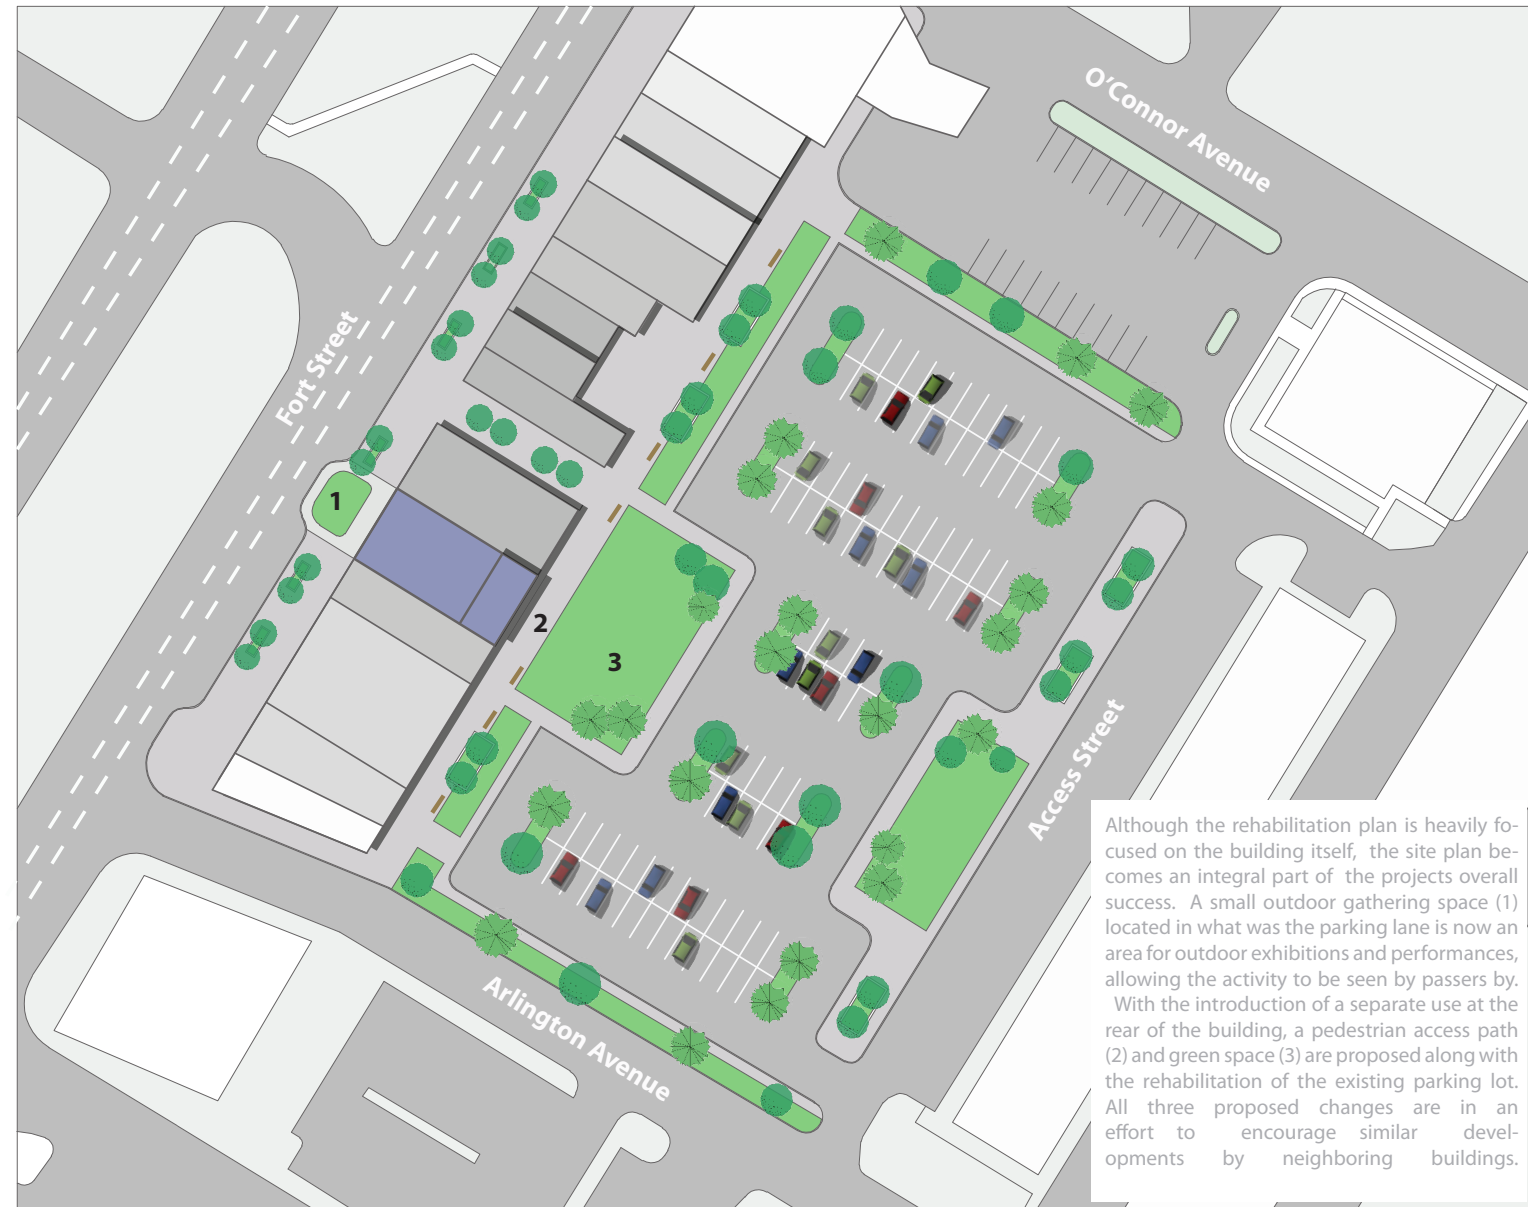 O'Connor Avenue
Fort Street
1
2
3
Access Street
Arlington Avenue
Although the rehabilitation plan is heavily fo-
cused on the building itself, the site plan be-
comes an integral part of the projects overall
success. A small outdoor gathering space (1)
located in what was the parking lane is now an
area for outdoor exhibitions and performances,
allowing the activity to be seen by passers by.
With the introduction of a separate use at the
rear of the building, a pedestrian access path
(2) and green space (3) are proposed along with
the rehabilitation of the existing parking lot.
All three proposed changes are in an
effort to encourage similar devel-
opments by neighboring buildings.